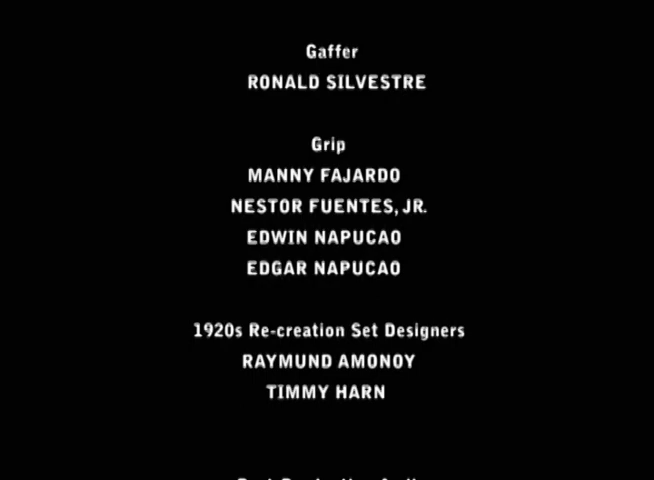 Gaffer
RONALD SILVESTRE
Grip
MANNY FAJARDO
NESTOR FUENTES, JR.
EDWIN NAPUCAO
EDGAR NAPUCAO
1920s Re-creation Set Designers
RAYMUND AMONOY
TIMMY HARN